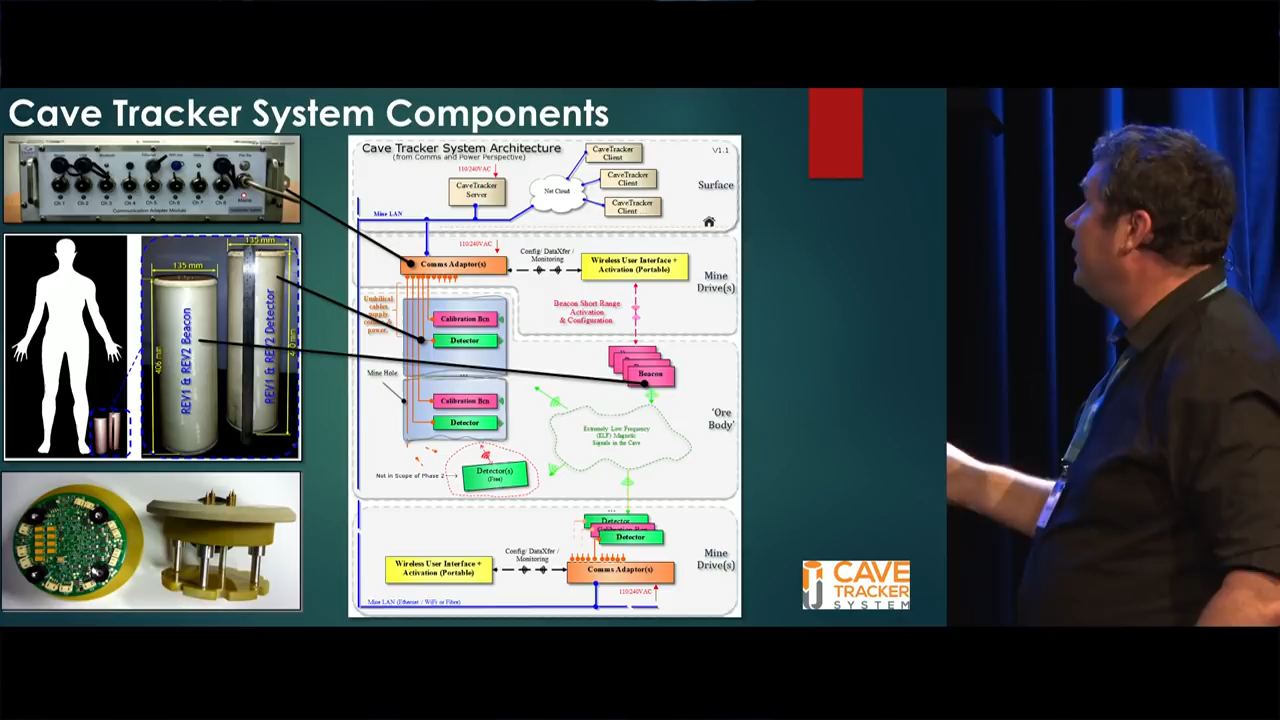 Cave Tracker System Components
Ch 1
Ch 2
Ch 3
Ch 4
Ch 5
Ch 6
Ch 7
Ch 8
Mains
Communication Adapter Module
135 mm
135 mm
406 mm
REV1 & REV2 Beacon
REV1 & REV2 Detector
Cave Tracker System Architecture
(from Comms and Power Perspective)
V1.1
110/240VAC
CaveTracker
Server
Net Cloud
CaveTracker
Client
CaveTracker
Client
CaveTracker
Client
Surface
Mine LAN
110/240VAC
Comms Adaptor(s)
Config/ DataXfer /
Monitoring
Wireless User Interface +
Activation (Portable)
Mine
Drive(s)
Umbilical
cables
supply
power,
Beacon Short Range
Activation
& Configuration
Calibration Bcn
Detector
Mine Hole
Calibration Bcn
Detector
Beacon
Extremely Low Frequency
(ELF) Magnetic
Signals in the Cave
'Ore
Body'
Not in Scope of Phase 2
Detector(s)
(Free)
Detector
Detector
Wireless User Interface +
Activation (Portable)
Config/ DataXfer /
Monitoring
Comms Adaptor(s)
Mine
Drive(s)
110/240VAC
Mine LAN (Ethernet / WiFi or Fibre)
CAVE
TRACKER
SYSTEM